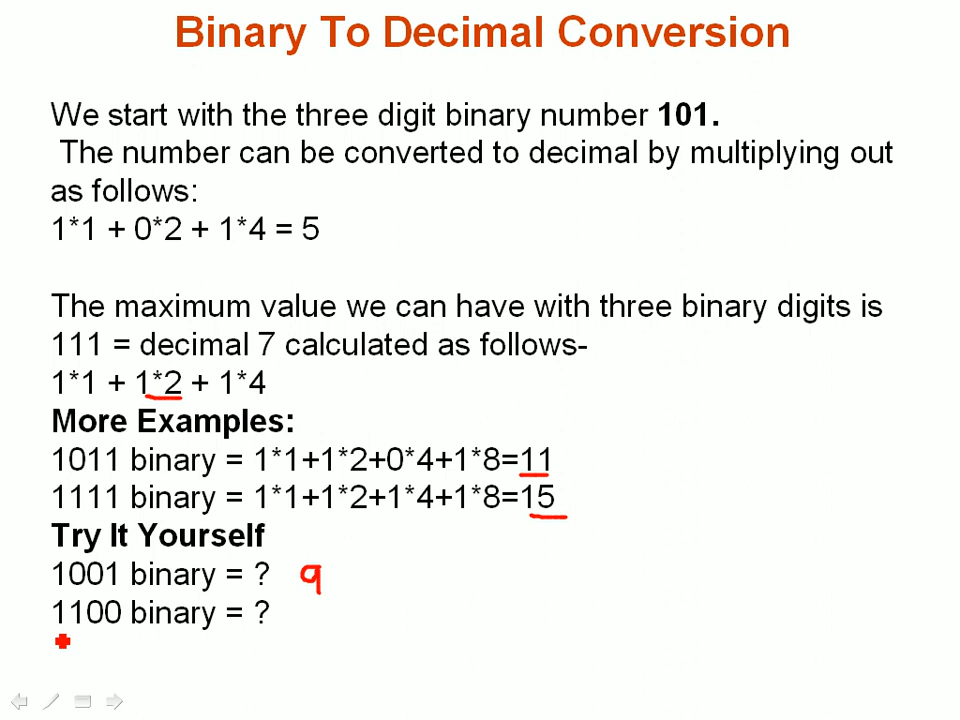 Binary To Decimal Conversion
We start with the three digit binary number 101.
The number can be converted to decimal by multiplying out
as follows:
1*1 + 0*2 + 1*4 = 5
The maximum value we can have with three binary digits is
111 = decimal 7 calculated as follows-
1*1 + 1*2 + 1*4
More Examples:
1011 binary = 1*1+1*2+0*4+1*8=11
1111 binary = 1*1+1*2+1*4+1*8=15
Try It Yourself
1001 binary = ? 9
1100 binary = ?